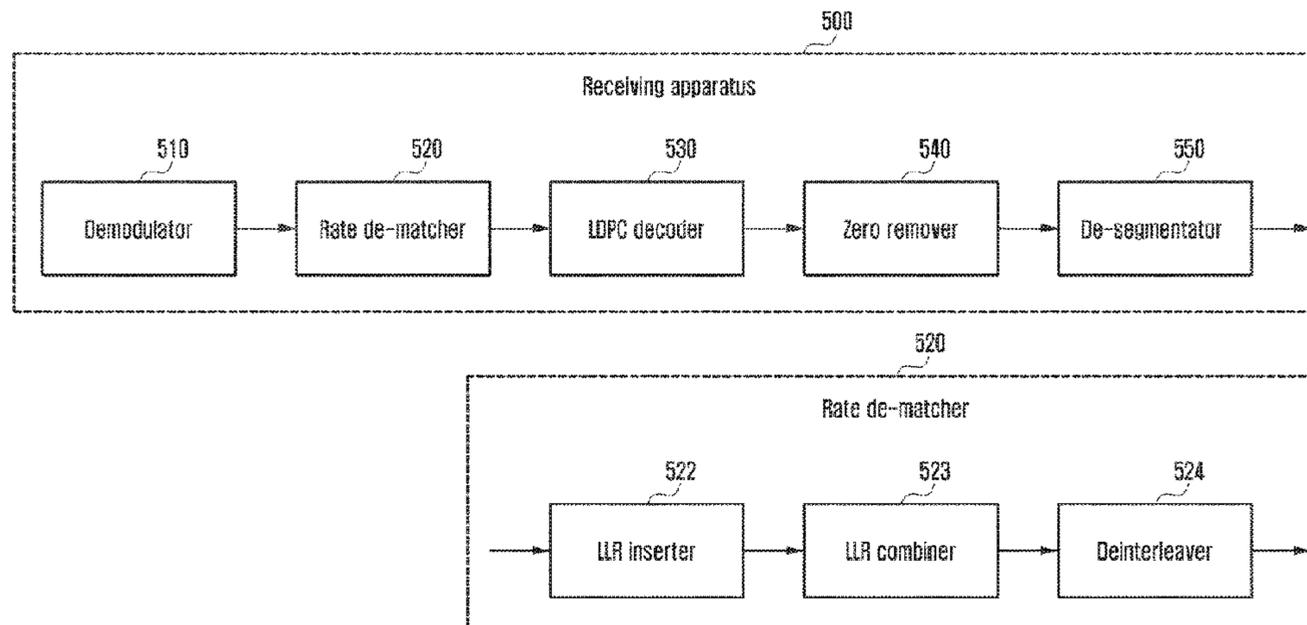 500
Receiving apparatus
510 520 530 540 550
Demodulator Rate de-matcher LDPC decoder Zero remover De-segmentator
520
Rate de-matcher
522 523 524
LLR inserter LLR combiner Deinterleaver